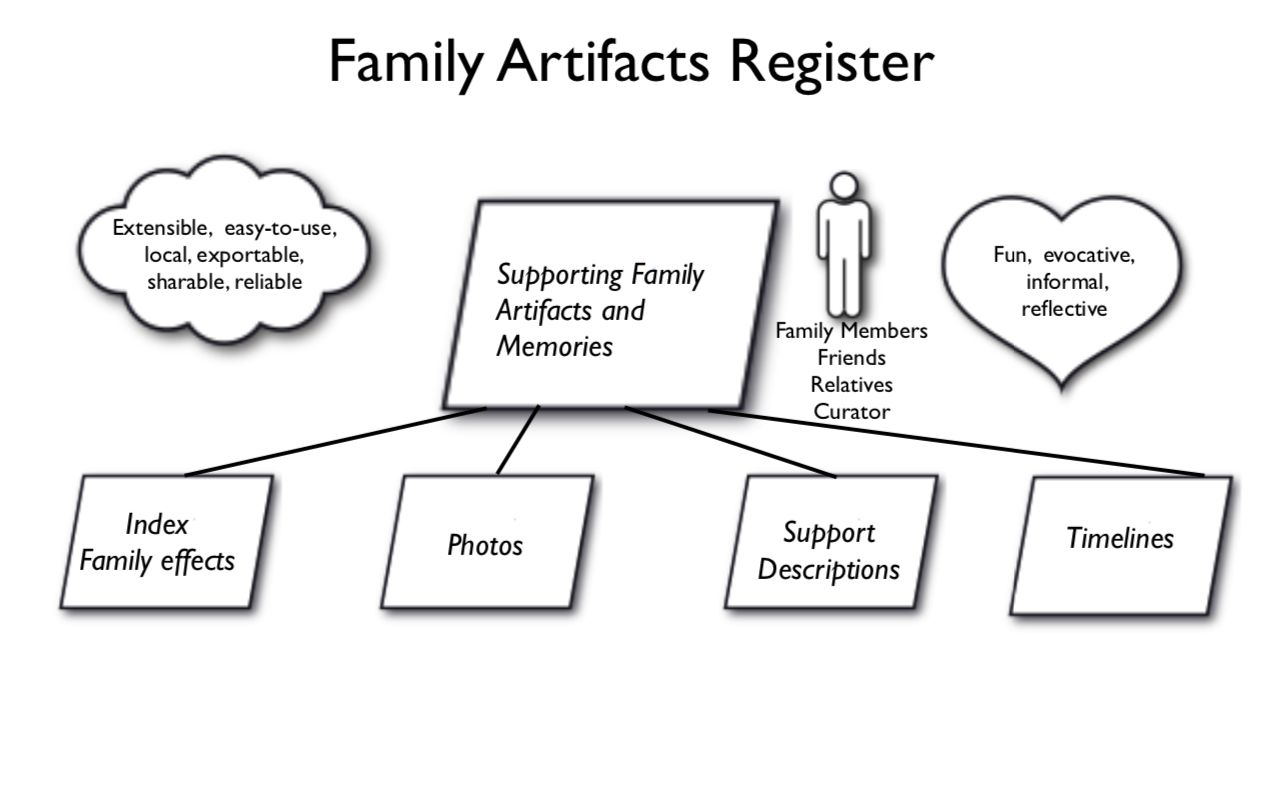 Family Artifacts Register
Extensible, easy-to-use,
local, exportable,
sharable, reliable
Supporting Family
Artifacts and
Memories
Family Members
Friends
Relatives
Curator
Fun, evocative,
informal,
reflective
Index
Family effects
Photos
Support
Descriptions
Timelines